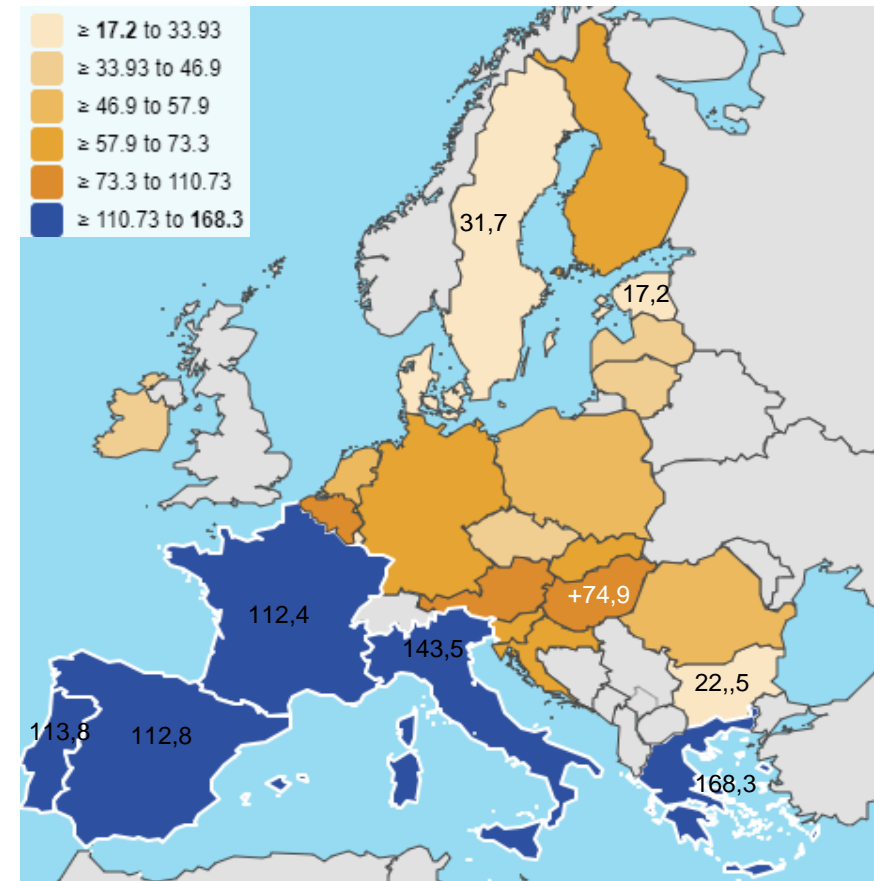 ≥ 17.2 to 33.93
≥ 33.93 to 46.9
≥ 46.9 to 57.9
≥ 57.9 to 73.3
≥ 73.3 to 110.73
≥ 110.73 to 168.3
31,7
17,2
+74,9
112,4
143,5
22,,5
113,8
112,8
168,3